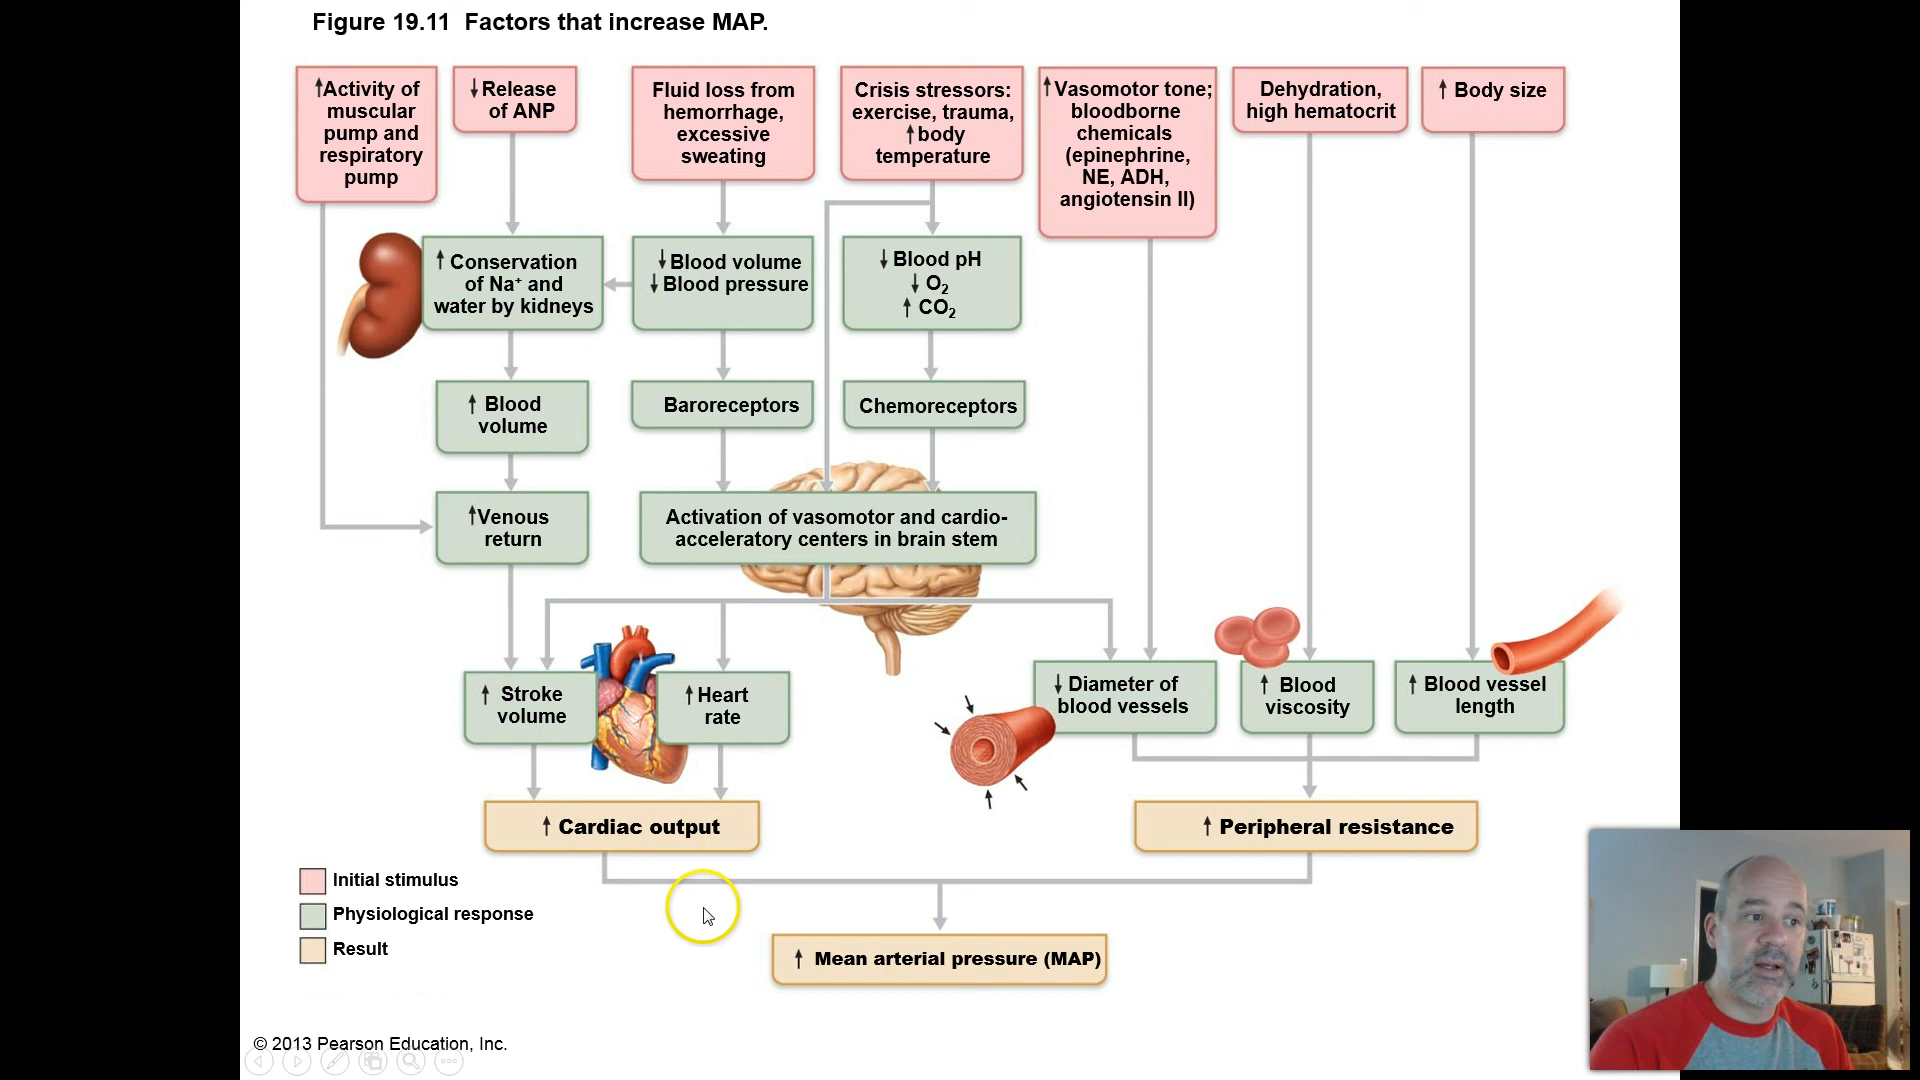 Figure 19.11 Factors that increase MAP.
↑Activity of
muscular
pump and
respiratory
pump
↓Release
of ANP
Fluid loss from
hemorrhage,
excessive
sweating
Crisis stressors:
exercise, trauma,
↑body
temperature
↑Vasomotor tone;
bloodborne
chemicals
(epinephrine,
NE, ADH,
angiotensin II)
Dehydration,
high hematocrit
↑ Body size
↑ Conservation
of Na⁺ and
water by kidneys
↓Blood volume
↓Blood pressure
↓Blood pH
↓ O₂
↑ CO₂
↑ Blood
volume
Baroreceptors
Chemoreceptors
↑Venous
return
Activation of vasomotor and cardio-
acceleratory centers in brain stem
↑ Stroke
volume
↑Heart
rate
↓Diameter of
blood vessels
↑ Blood
viscosity
↑ Blood vessel
length
↑ Cardiac output
↑ Peripheral resistance
Initial stimulus
Physiological response
Result
↑ Mean arterial pressure (MAP)
© 2013 Pearson Education, Inc.